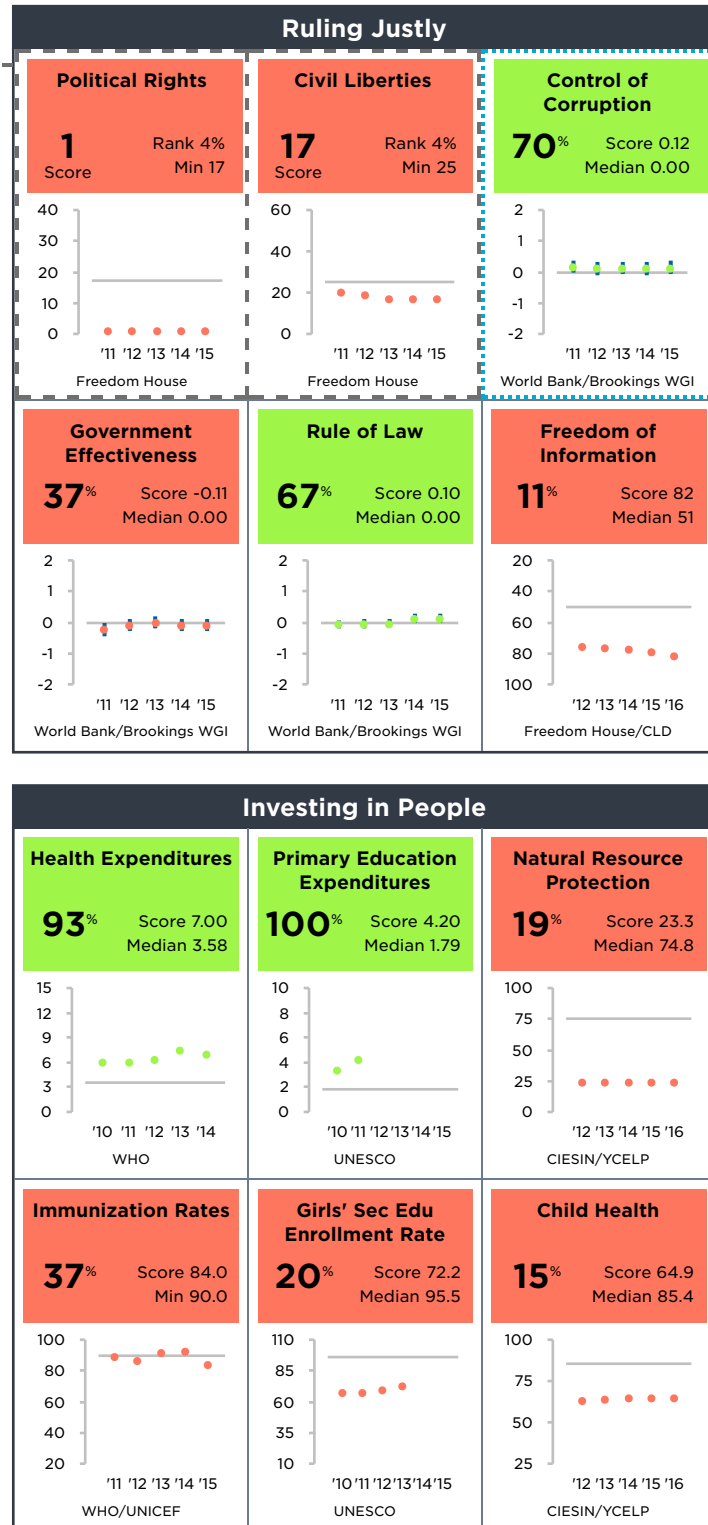 Ruling Justly
Political Rights
1
Score
Rank 4%
Min 17
40
30
20
10
0
'11 '12 '13 '14 '15
Freedom House
Civil Liberties
17
Score
Rank 4%
Min 25
60
40
20
0
'11 '12 '13 '14 '15
Freedom House
Control of
Corruption
70%
Score 0.12
Median 0.00
2
1
0
-1
-2
'11 '12 '13 '14 '15
World Bank/Brookings WGI
Government
Effectiveness
37%
Score -0.11
Median 0.00
2
1
0
-1
-2
'11 '12 '13 '14 '15
World Bank/Brookings WGI
Rule of Law
67%
Score 0.10
Median 0.00
2
1
0
-1
-2
'11 '12 '13 '14 '15
World Bank/Brookings WGI
Freedom of
Information
11%
Score 82
Median 51
20
40
60
80
100
'12 '13 '14 '15 '16
Freedom House/CLD
Investing in People
Health Expenditures
93%
Score 7.00
Median 3.58
15
12
9
6
3
0
'10 '11 '12 '13 '14
WHO
Primary Education
Expenditures
100%
Score 4.20
Median 1.79
10
8
6
4
2
0
'10 '11 '12 '13 '14 '15
UNESCO
Natural Resource
Protection
19%
Score 23.3
Median 74.8
100
75
50
25
0
'12 '13 '14 '15 '16
CIESIN/YCELP
Immunization Rates
37%
Score 84.0
Min 90.0
100
80
60
40
20
'11 '12 '13 '14 '15
WHO/UNICEF
Girls' Sec Edu
Enrollment Rate
20%
Score 72.2
Median 95.5
110
85
60
35
10
'10 '11 '12 '13 '14 '15
UNESCO
Child Health
15%
Score 64.9
Median 85.4
100
75
50
25
'12 '13 '14 '15 '16
CIESIN/YCELP